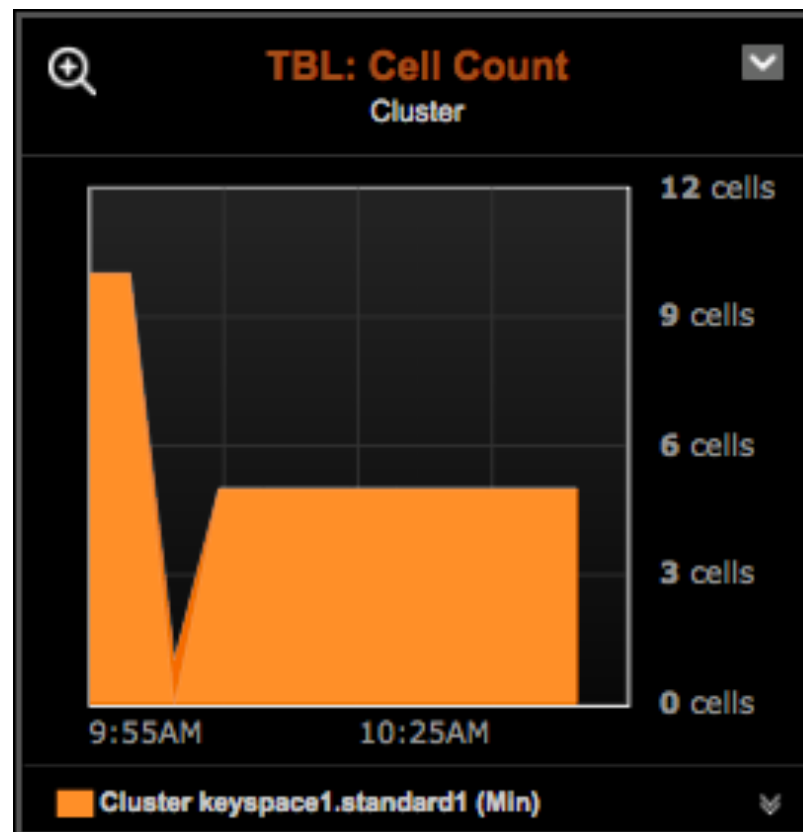 TBL: Cell Count
Cluster
12 cells
9 cells
6 cells
3 cells
0 cells
9:55AM 10:25AM
Cluster keyspace1.standard1 (Min)